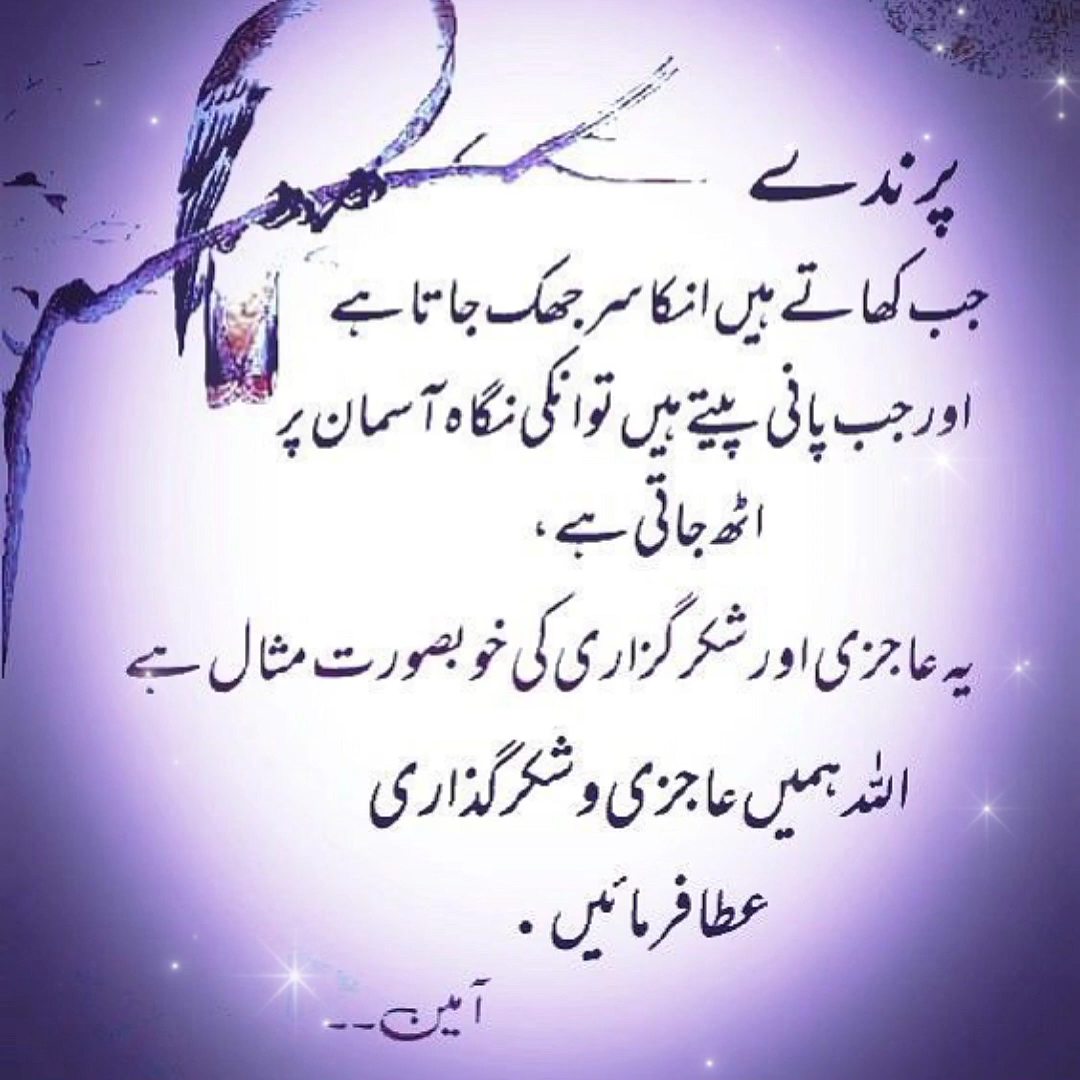 پرندے
جب کھاتے ہیں انکا سر جھک جاتا ہے
اور جب پانی پیتے ہیں تو انکی نگاہ آسمان پر
اٹھ جاتی ہے ،
یہ عاجزی اور شکر گزاری کی خوبصورت مثال ہے
اللہ ہمیں عاجزی و شکر گذاری
عطا فرمائیں .
آمین--